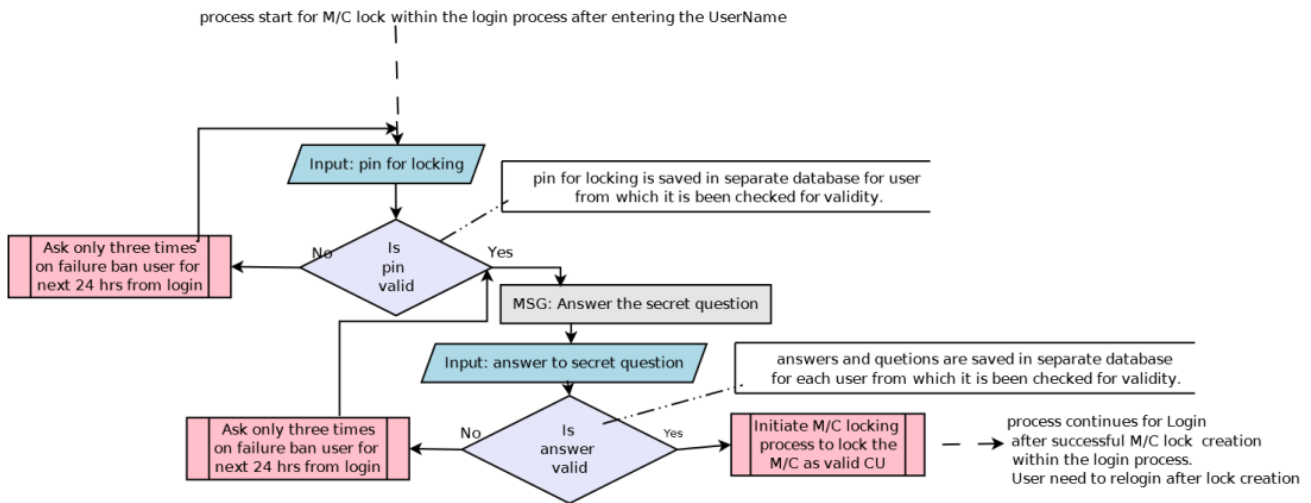 process start for M/C lock within the login process after entering the UserName
Input: pin for locking
pin for locking is saved in separate database for user
from which it is been checked for validity.
Ask only three times
on failure ban user for
next 24 hrs from login
No
Is
pin
valid
Yes
MSG: Answer the secret question
Input: answer to secret question
answers and quetions are saved in separate database
for each user from which it is been checked for validity.
Ask only three times
on failure ban user for
next 24 hrs from login
No
Is
answer
valid
Yes
Initiate M/C locking
process to lock the
M/C as valid CU
process continues for Login
after successful M/C lock creation
within the login process.
User need to relogin after lock creation